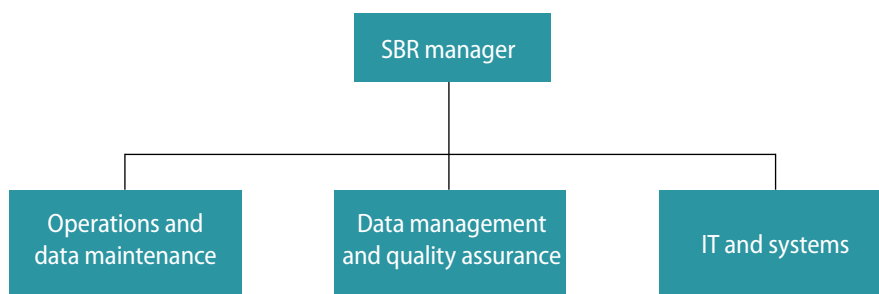 SBR manager
Operations and
data maintenance
Data management
and quality assurance
IT and systems